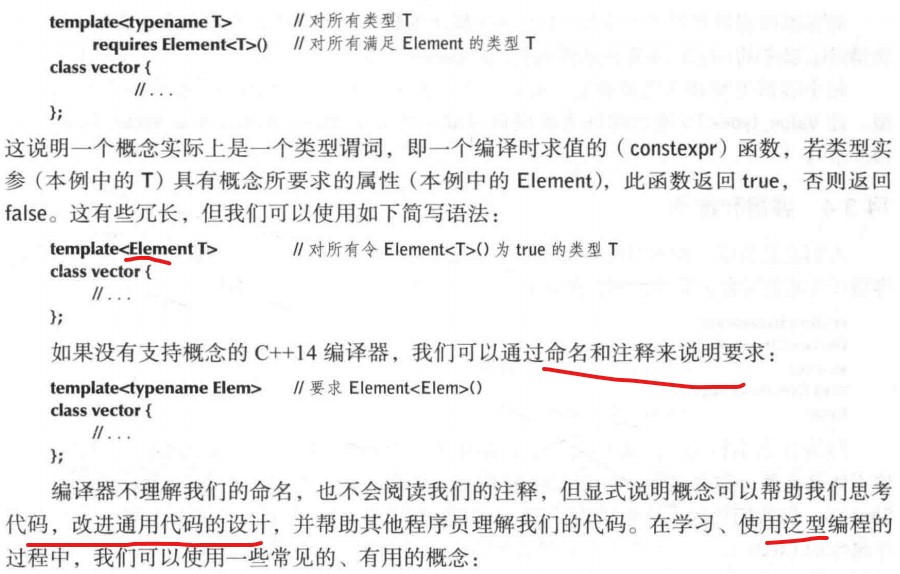 template<typename T> // 对所有类型 T
requires Element<T>() // 对所有满足 Element 的类型 T
class vector {
// . . .
};
这说明一个概念实际上是一个类型谓词，即一个编译时求值的（constexpr）函数，若类型实
参（本例中的 T）具有概念所要求的属性（本例中的 Element），此函数返回 true，否则返回
false。这有些冗长，但我们可以使用如下简写语法：
template<Element T> // 对所有令 Element<T>() 为 true 的类型 T
class vector {
// . . .
};
如果没有支持概念的 C++14 编译器，我们可以通过命名和注释来说明要求：
template<typename Elem> // 要求 Element<Elem>()
class vector {
// . . .
};
编译器不理解我们的命名，也不会阅读我们的注释，但显式说明概念可以帮助我们思考
代码，改进通用代码的设计，并帮助其他程序员理解我们的代码。在学习、使用泛型编程的
过程中，我们可以使用一些常见的、有用的概念：